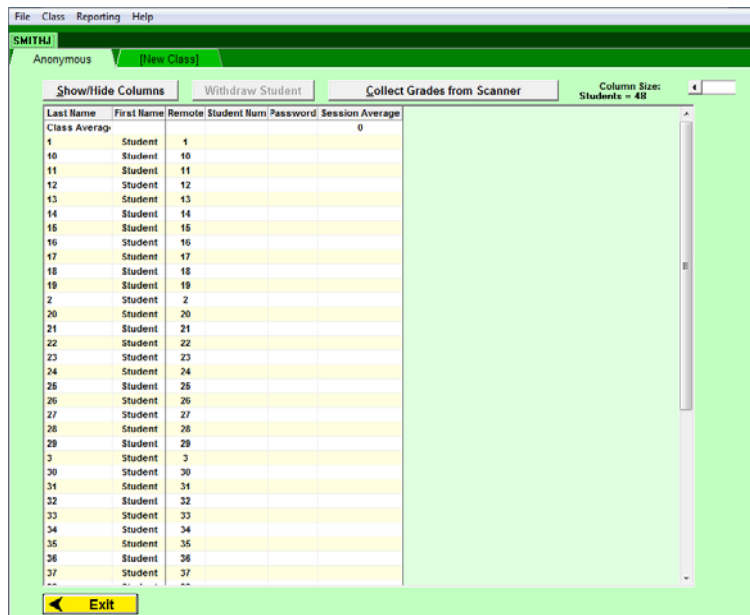 File Class Reporting Help
SMITHJ
Anonymous [New Class]
Show/Hide Columns Withdraw Student Collect Grades from Scanner Column Size:
Students = 48
Last Name First Name Remote Student Num Password Session Average
Class Averag 0
1 Student 1
10 Student 10
11 Student 11
12 Student 12
13 Student 13
14 Student 14
15 Student 15
16 Student 16
17 Student 17
18 Student 18
19 Student 19
2 Student 2
20 Student 20
21 Student 21
22 Student 22
23 Student 23
24 Student 24
25 Student 25
26 Student 26
27 Student 27
28 Student 28
29 Student 29
3 Student 3
30 Student 30
31 Student 31
32 Student 32
33 Student 33
34 Student 34
35 Student 35
36 Student 36
37 Student 37
Exit